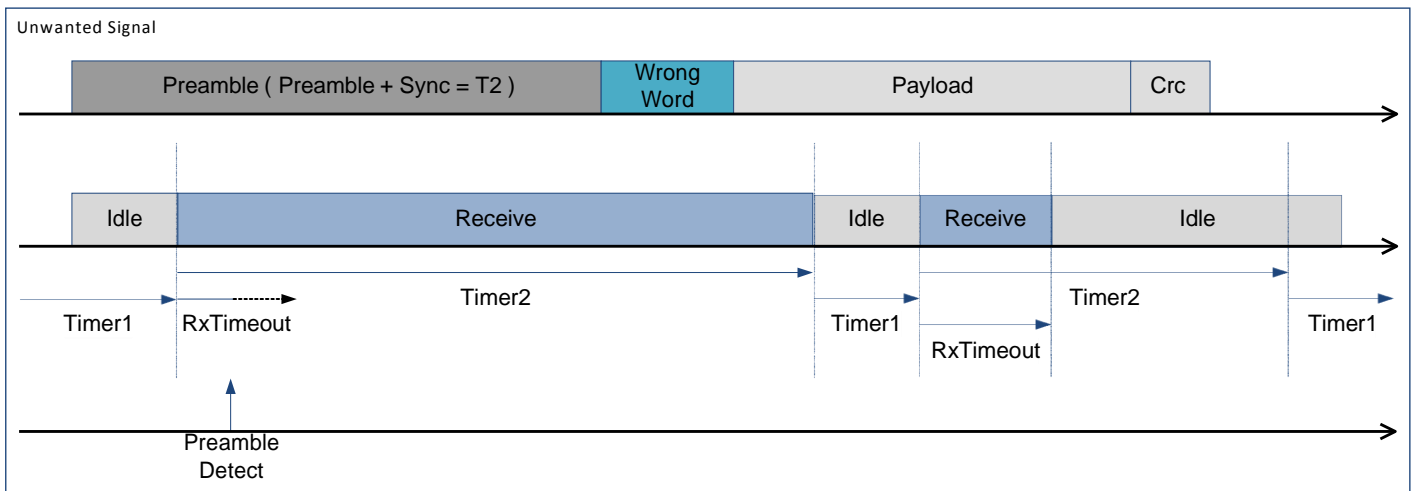 Unwanted Signal
Preamble ( Preamble + Sync = T2 )
Wrong
Word
Payload
Crc
Idle
Receive
Idle
Receive
Idle
Timer1
RxTimeout
Timer2
Timer1
RxTimeout
Timer2
Timer1
Preamble
Detect